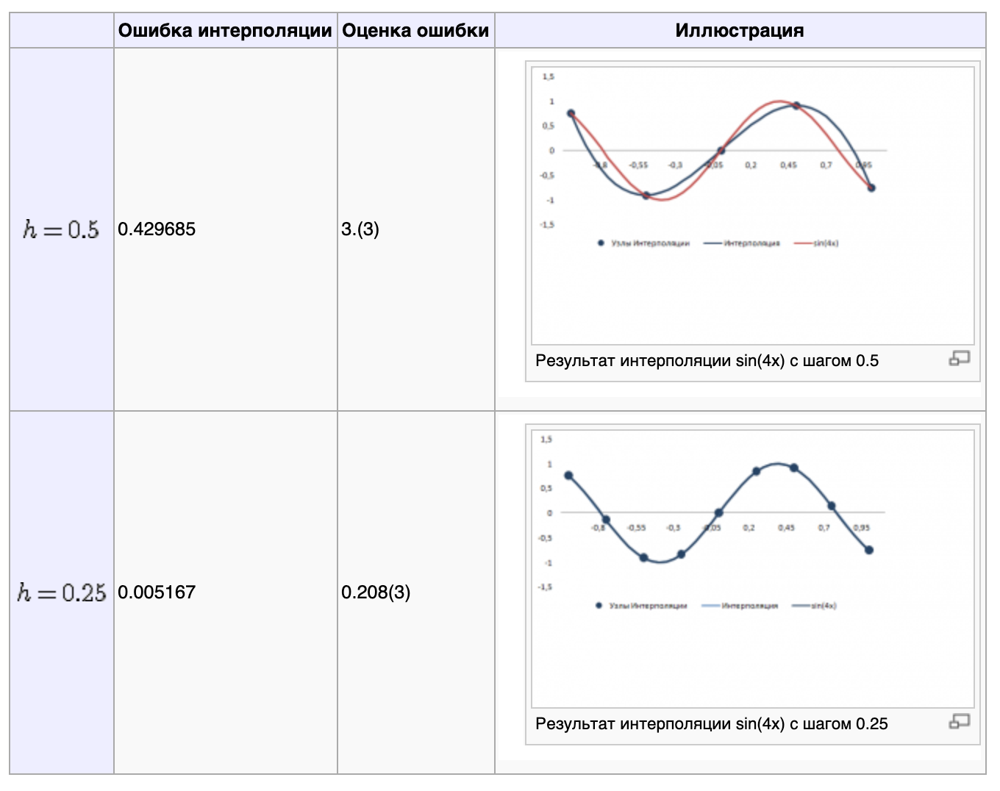 Ошибка интерполяции Оценка ошибки Иллюстрация
h = 0.5 0.429685 3.(3)
1,5
1
0,5
0
-0,5
-1
-1,5
-0,8 -0,55 -0,3 -0,05 0,2 0,45 0,7 0,95
Узлы Интерполяции Интерполяция sin(4x)
Результат интерполяции sin(4x) с шагом 0.5
h = 0.25 0.005167 0.208(3)
1,5
1
0,5
0
-0,5
-1
-1,5
-0,8 -0,55 -0,3 -0,05 0,2 0,45 0,7 0,95
Узлы Интерполяции Интерполяция sin(4x)
Результат интерполяции sin(4x) с шагом 0.25